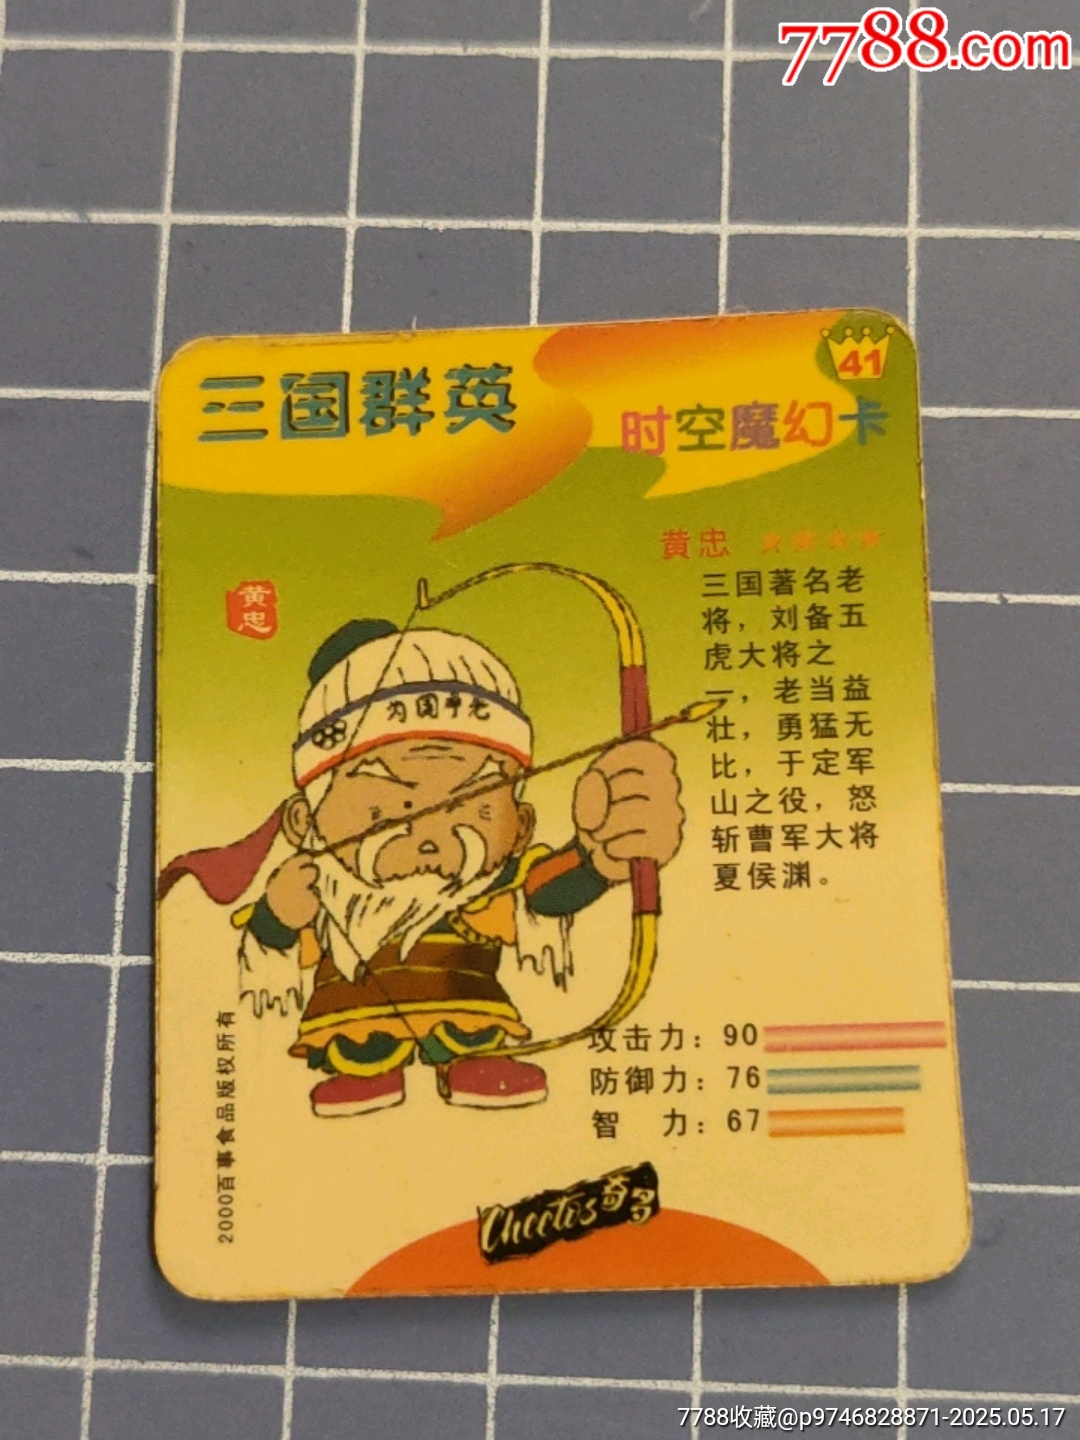 7788.com
41
三国群英
时空魔幻卡
黄忠 ★★★★
黄忠
三国著名老
将，刘备五
虎大将之
一，老当益
壮，勇猛无
比，于定军
山之役，怒
斩曹军大将
夏侯渊。
攻击力：90
防御力：76
智 力：67
2000百事食品版权所有
Cheetos奇多
7788收藏@p9746828871-2025.05.17